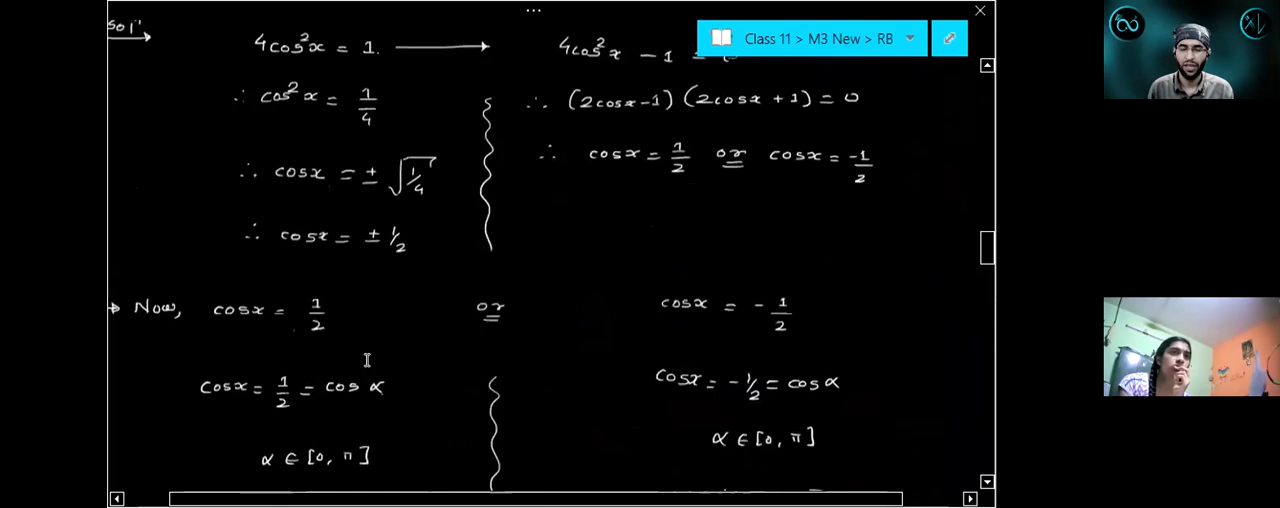 Solⁿ.
4cos²x = 1. ⟶ 4cos²x − 1 =
Class 11 > M3 New > RB
∴ cos²x = 1/4
∴ (2cosx−1) (2cosx + 1) = 0
∴ cosx = 1/2 or cosx = -1/2
∴ cosx = ± √1/4
∴ cosx = ± 1/2
→ Now, cosx = 1/2 or cosx = - 1/2
cosx = 1/2 = cos α
cosx = - 1/2 = cosα
α ∈ [0, π]
α ∈ [0, π]